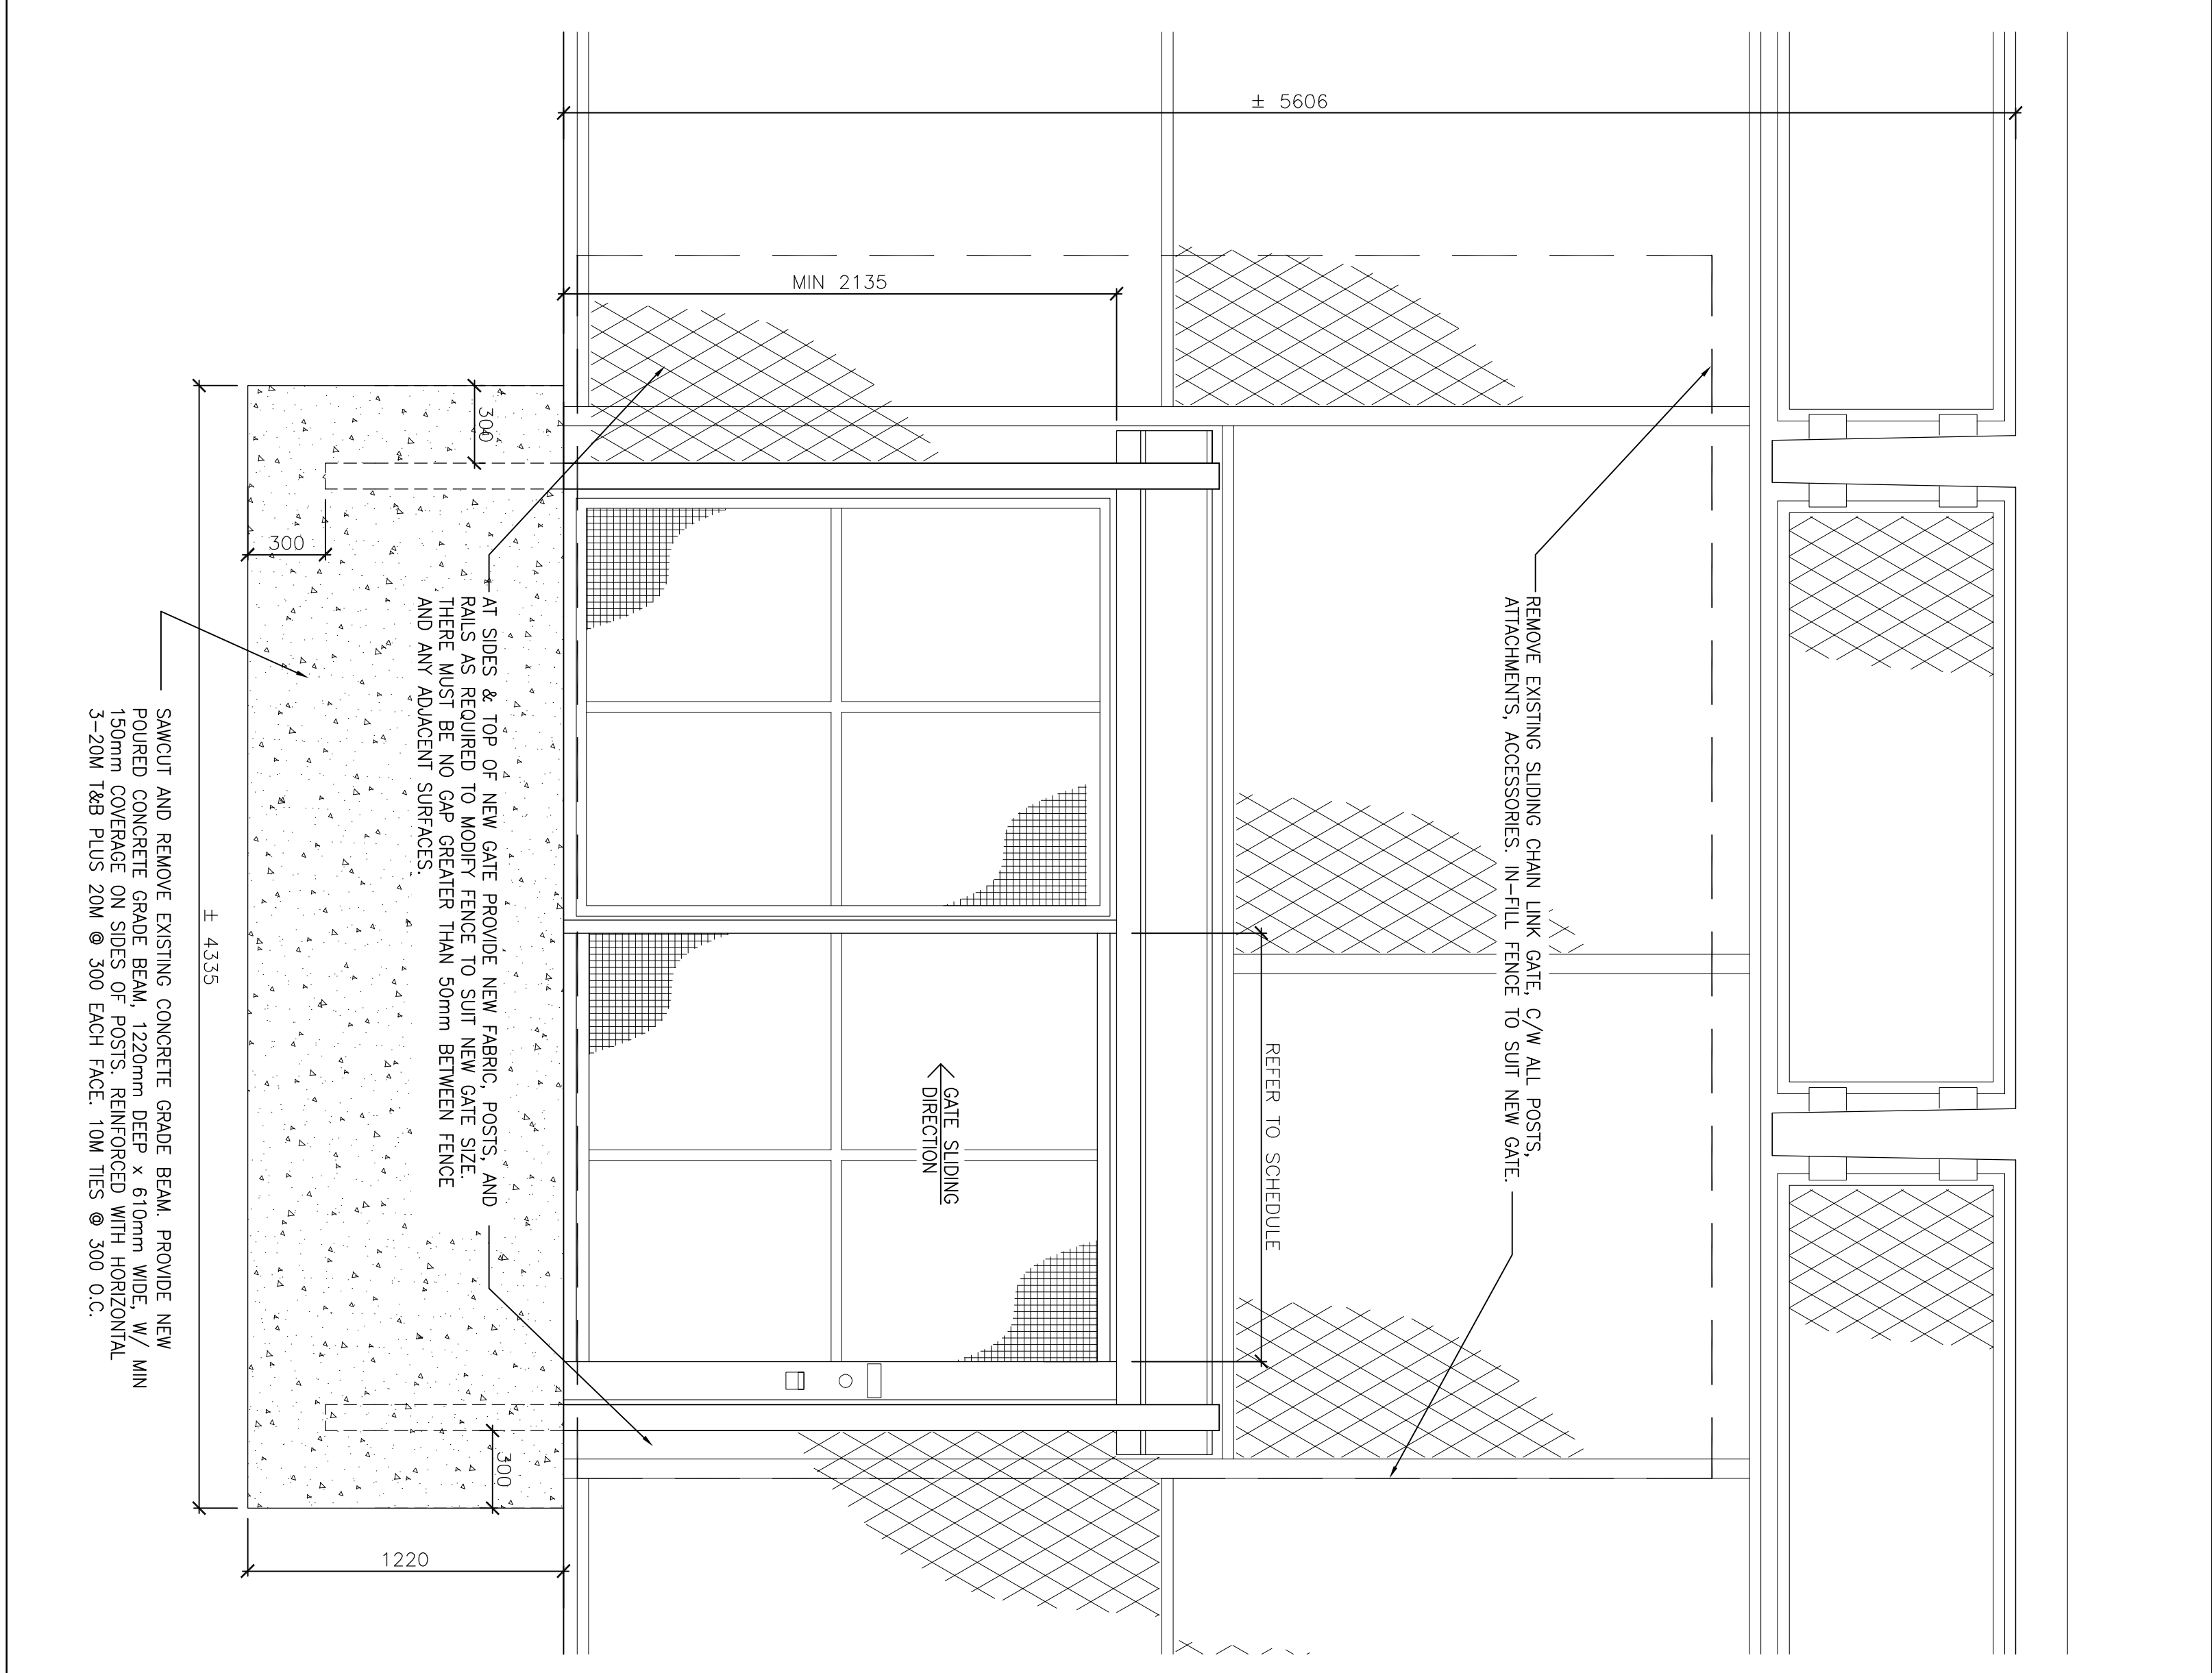 ± 5606
MIN 2135
REMOVE EXISTING SLIDING CHAIN LINK GATE, C/W ALL POSTS,
ATTACHMENTS, ACCESSORIES. IN-FILL FENCE TO SUIT NEW GATE.
REFER TO SCHEDULE
GATE SLIDING
DIRECTION
AT SIDES & TOP OF NEW GATE PROVIDE NEW FABRIC, POSTS, AND
RAILS AS REQUIRED TO MODIFY FENCE TO SUIT NEW GATE SIZE.
THERE MUST BE NO GAP GREATER THAN 50mm BETWEEN FENCE
AND ANY ADJACENT SURFACES.
300
300
300
1220
± 4335
SAWCUT AND REMOVE EXISTING CONCRETE GRADE BEAM. PROVIDE NEW
POURED CONCRETE GRADE BEAM, 1220mm DEEP x 610mm WIDE, W/ MIN
150mm COVERAGE ON SIDES OF POSTS. REINFORCED WITH HORIZONTAL
3-20M T&B PLUS 20M @ 300 EACH FACE. 10M TIES @ 300 O.C.